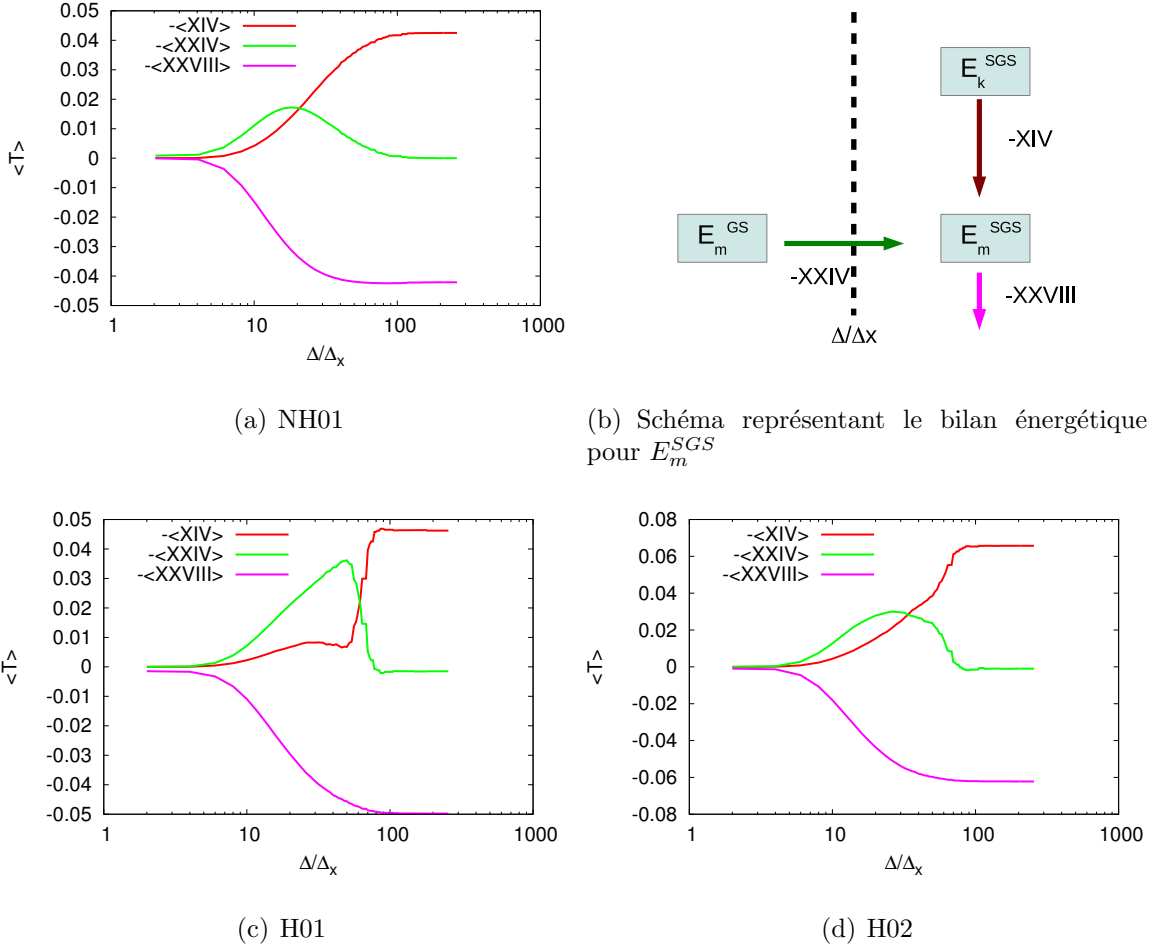 0.05
0.04
0.03
0.02
0.01
0
-0.01
-0.02
-0.03
-0.04
-0.05
<T>
-<XIV>
-<XXIV>
-<XXVIII>
1 10 100 1000
Δ/Δx
(a) NH01
E_k^SGS
-XIV
E_m^GS
E_m^SGS
-XXIV
-XXVIII
Δ/Δx
(b) Schéma représentant le bilan énergétique
pour E_m^SGS
0.05
0.04
0.03
0.02
0.01
0
-0.01
-0.02
-0.03
-0.04
-0.05
<T>
-<XIV>
-<XXIV>
-<XXVIII>
1 10 100 1000
Δ/Δx
(c) H01
0.08
0.06
0.04
0.02
0
-0.02
-0.04
-0.06
-0.08
<T>
-<XIV>
-<XXIV>
-<XXVIII>
1 10 100 1000
Δ/Δx
(d) H02